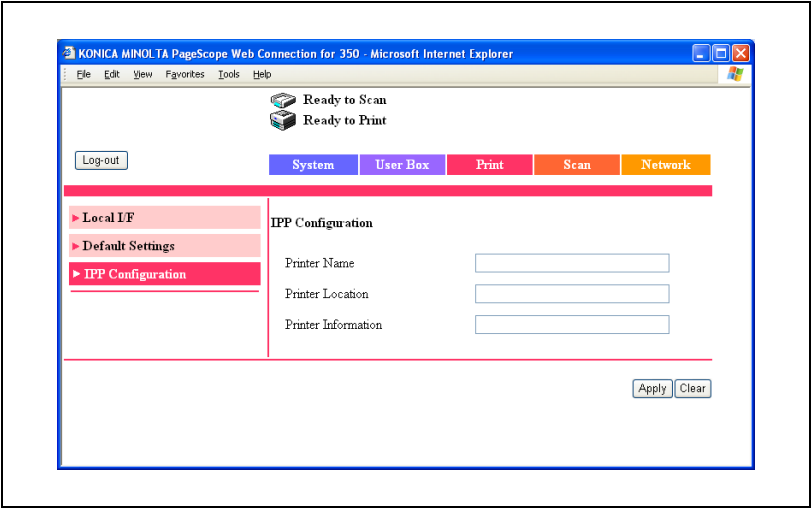 KONICA MINOLTA PageScope Web Connection for 350 - Microsoft Internet Explorer
File Edit View Favorites Tools Help
Ready to Scan
Ready to Print
Log-out
System User Box Print Scan Network
Local I/F
Default Settings
IPP Configuration
IPP Configuration
Printer Name
Printer Location
Printer Information
Apply Clear